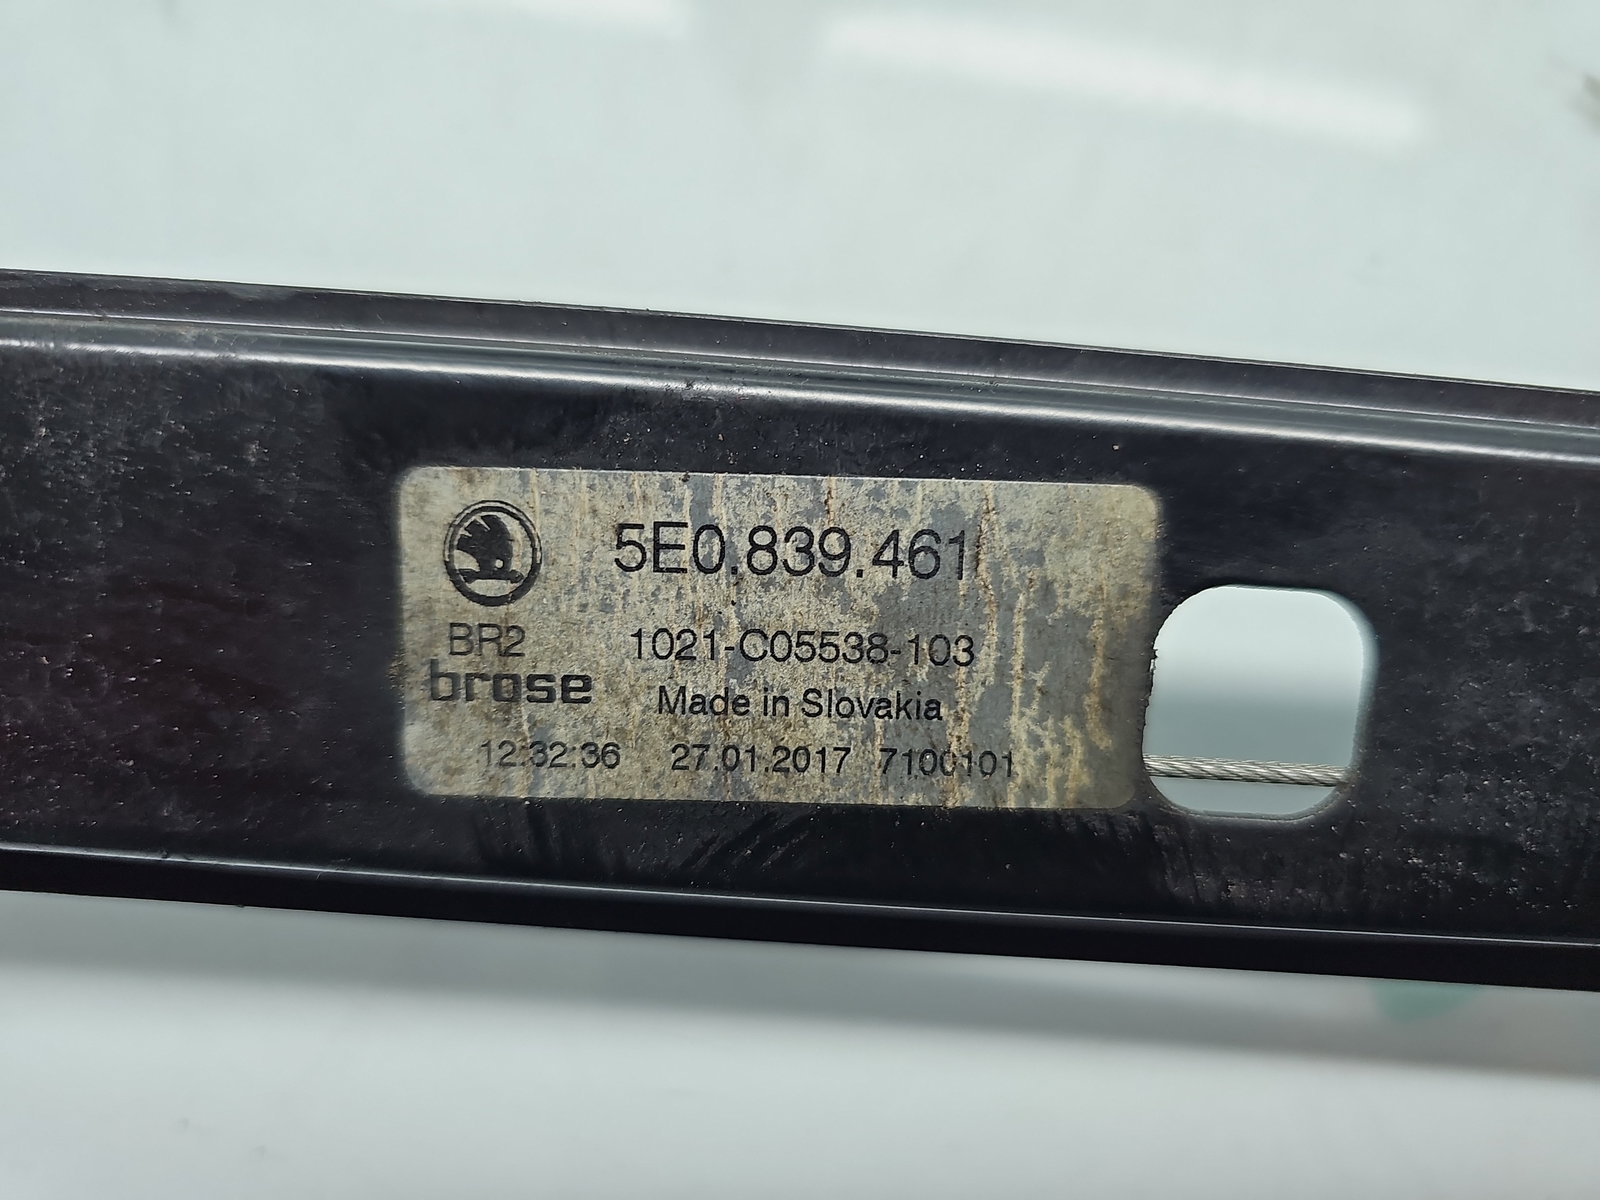 5E0.839.461
BR2 1021-C05538-103
brose Made in Slovakia
12:32:36 27.01.2017 7100101